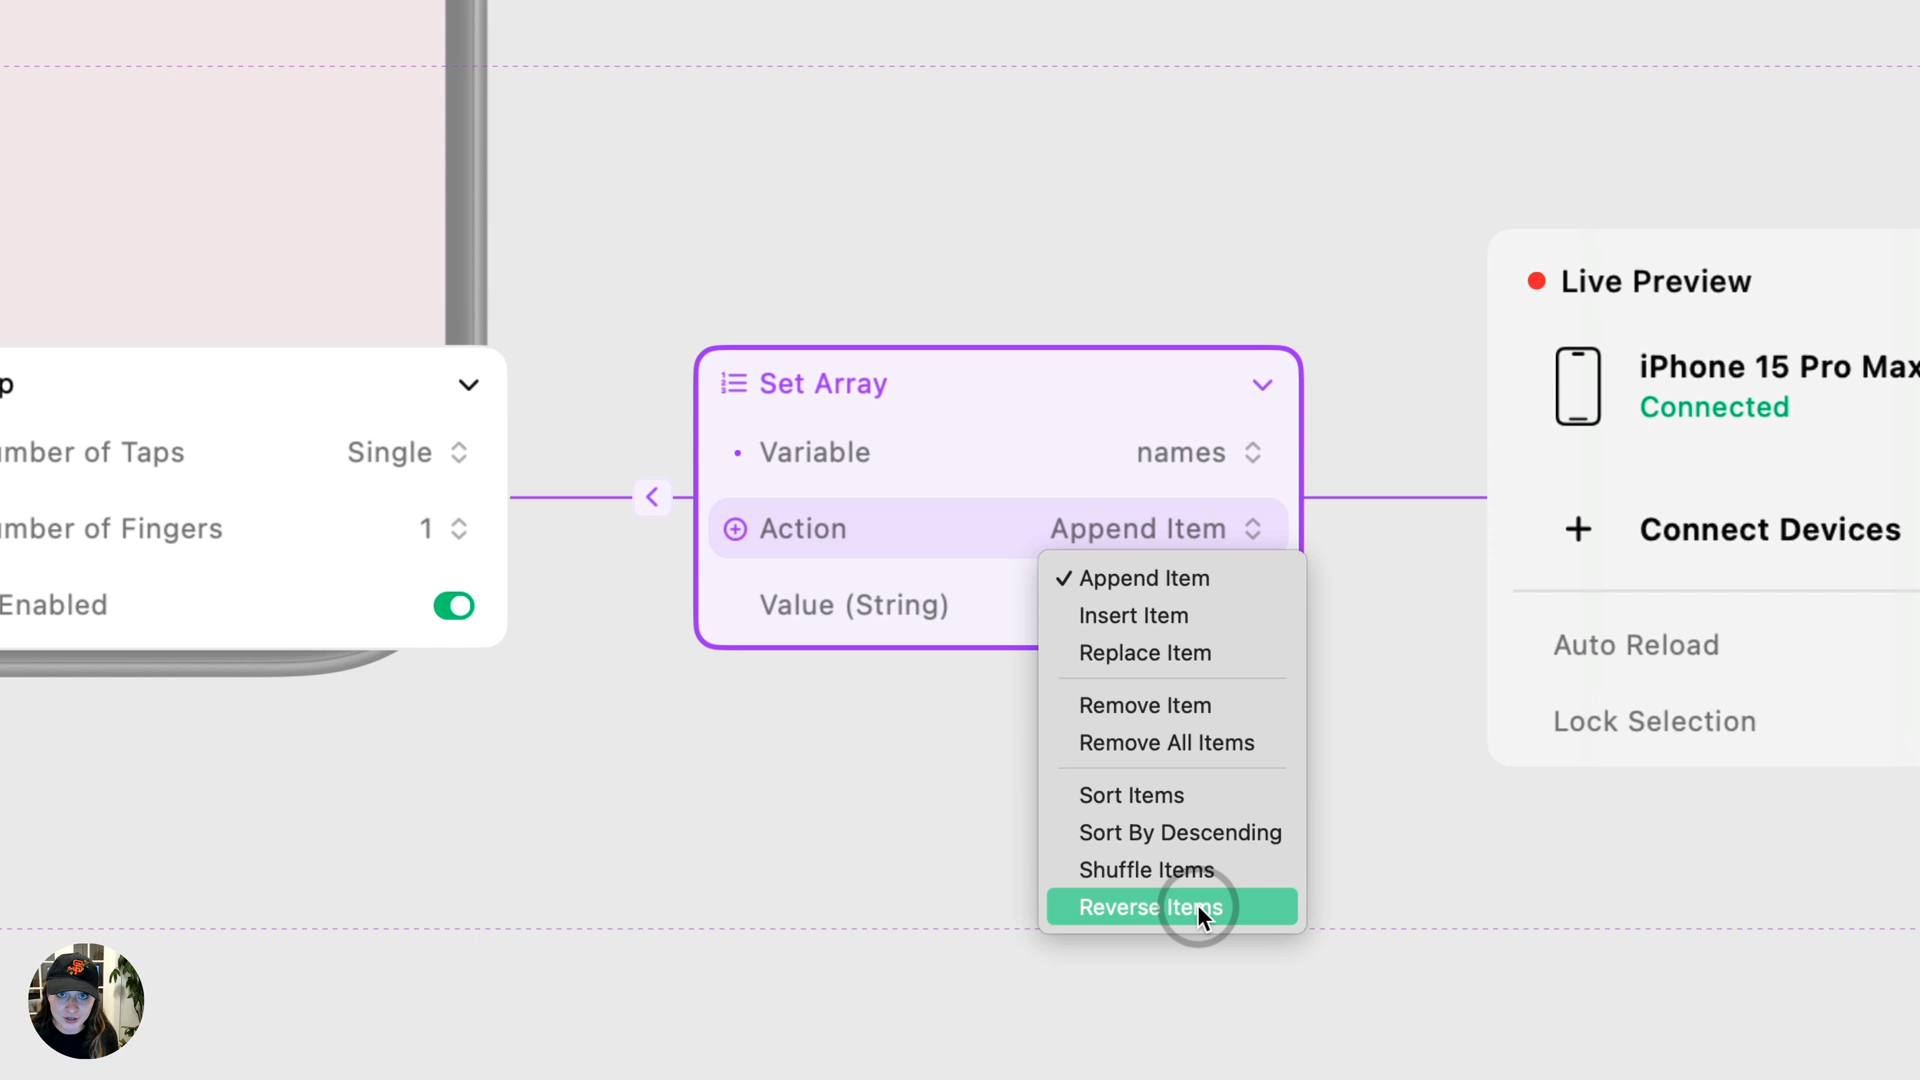 p
umber of Taps Single
umber of Fingers 1
Enabled
Set Array
Variable names
Action Append Item
Value (String)
Append Item
Insert Item
Replace Item
Remove Item
Remove All Items
Sort Items
Sort By Descending
Shuffle Items
Reverse Items
Live Preview
iPhone 15 Pro Max
Connected
Connect Devices
Auto Reload
Lock Selection